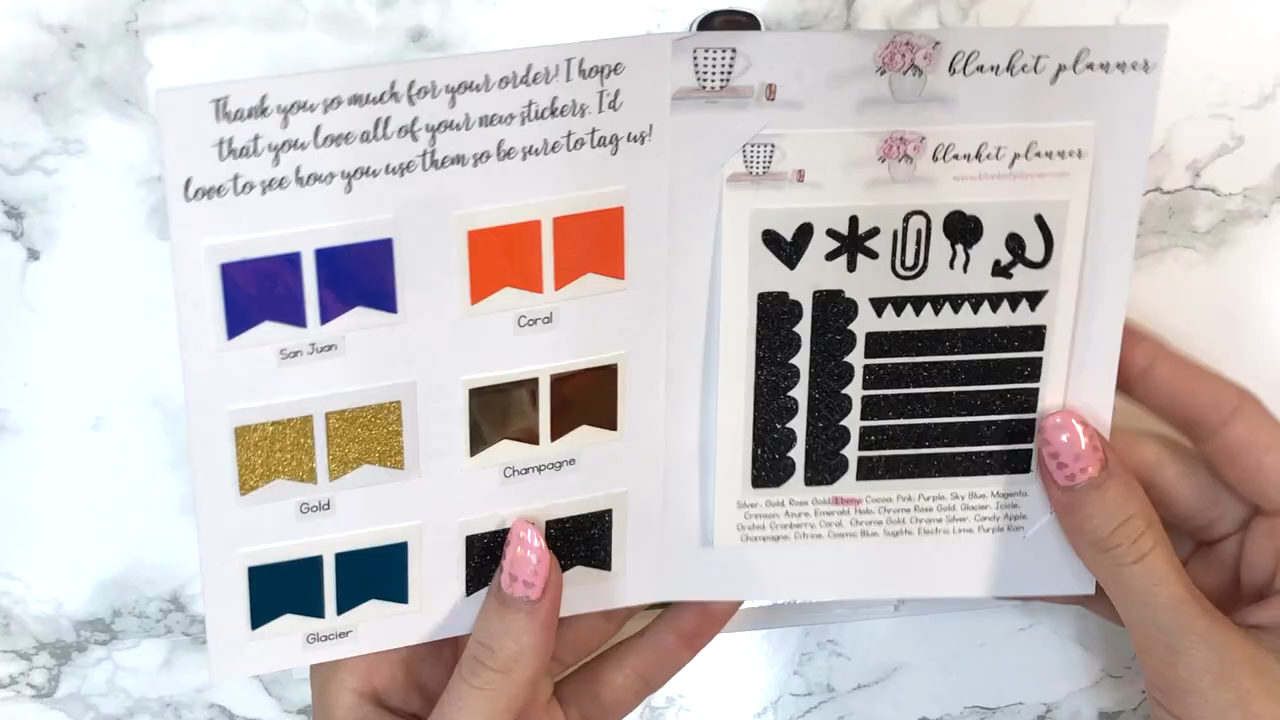 Thank you so much for your order! I hope
that you love all of your new stickers. I'd
love to see how you use them so be sure to tag us!
San Juan
Coral
Gold
Champagne
Glacier
blanket planner
blanket planner
www.blanketplanner.com
Silver, Gold, Rose Gold, Ebony, Cocoa, Pink, Purple, Sky Blue, Magenta,
Crimson, Azure, Emerald, Halo, Chrome Rose Gold, Glacier, Icicle,
Orchid, Cranberry, Coral, Chrome Gold, Chrome Silver, Candy Apple,
Champagne, Citrine, Cosmic Blue, Sugilite, Electric Lime, Purple Rain